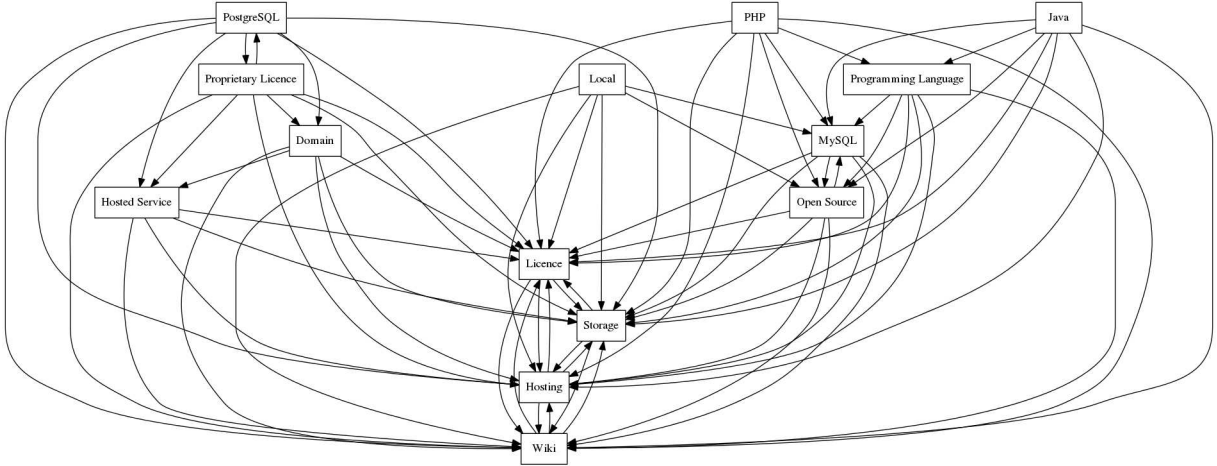 PostgreSQL
PHP
Java
Proprietary Licence
Local
Programming Language
Domain
MySQL
Hosted Service
Open Source
Licence
Storage
Hosting
Wiki